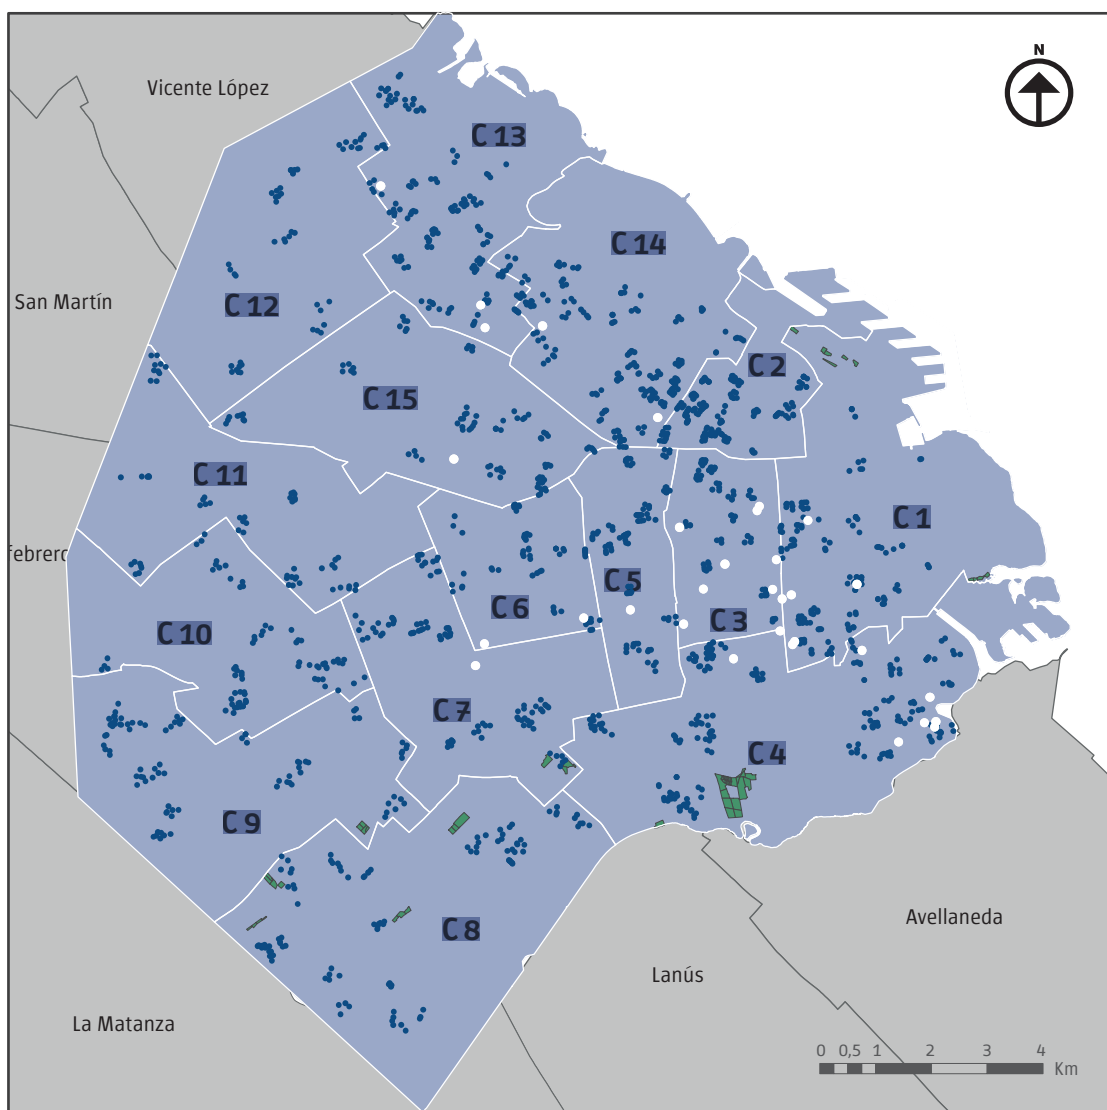 N
Vicente López
C 13
C 14
San Martín
C 12
C 2
C 15
C 11
C 1
febrero
C 5
C 6
C 3
C 10
C 7
C 4
C 9
Avellaneda
C 8
Lanús
La Matanza
0 0,5 1 2 3 4
Km